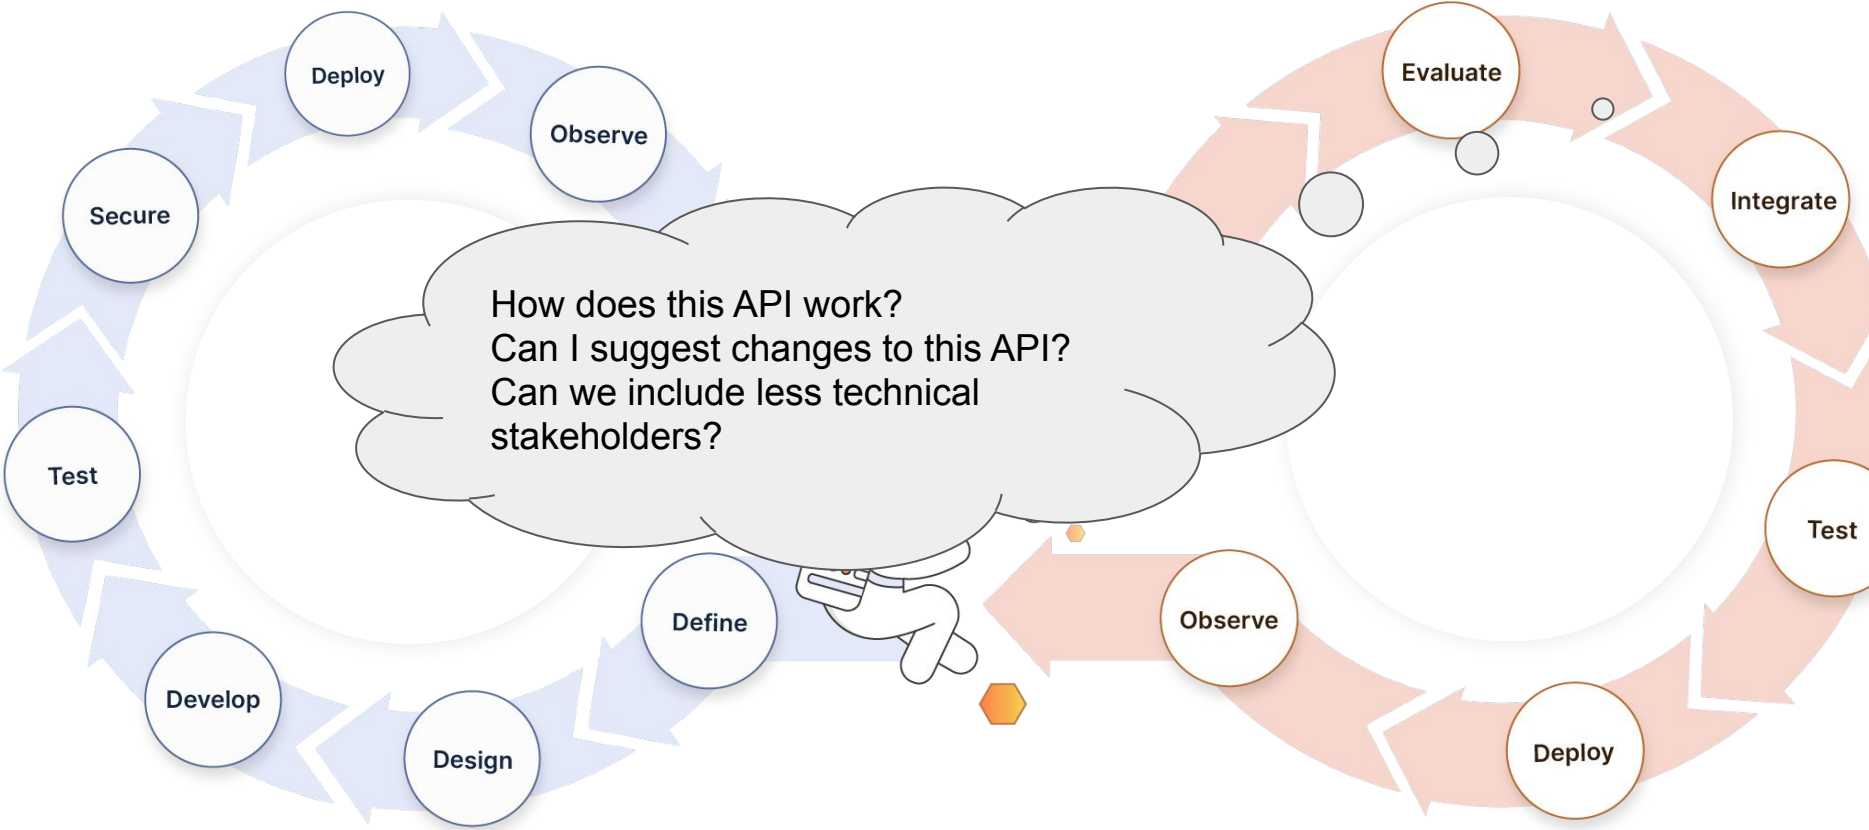 Deploy
Observe
Secure
Test
Develop
Design
Define
How does this API work?
Can I suggest changes to this API?
Can we include less technical
stakeholders?
Evaluate
Integrate
Test
Deploy
Observe